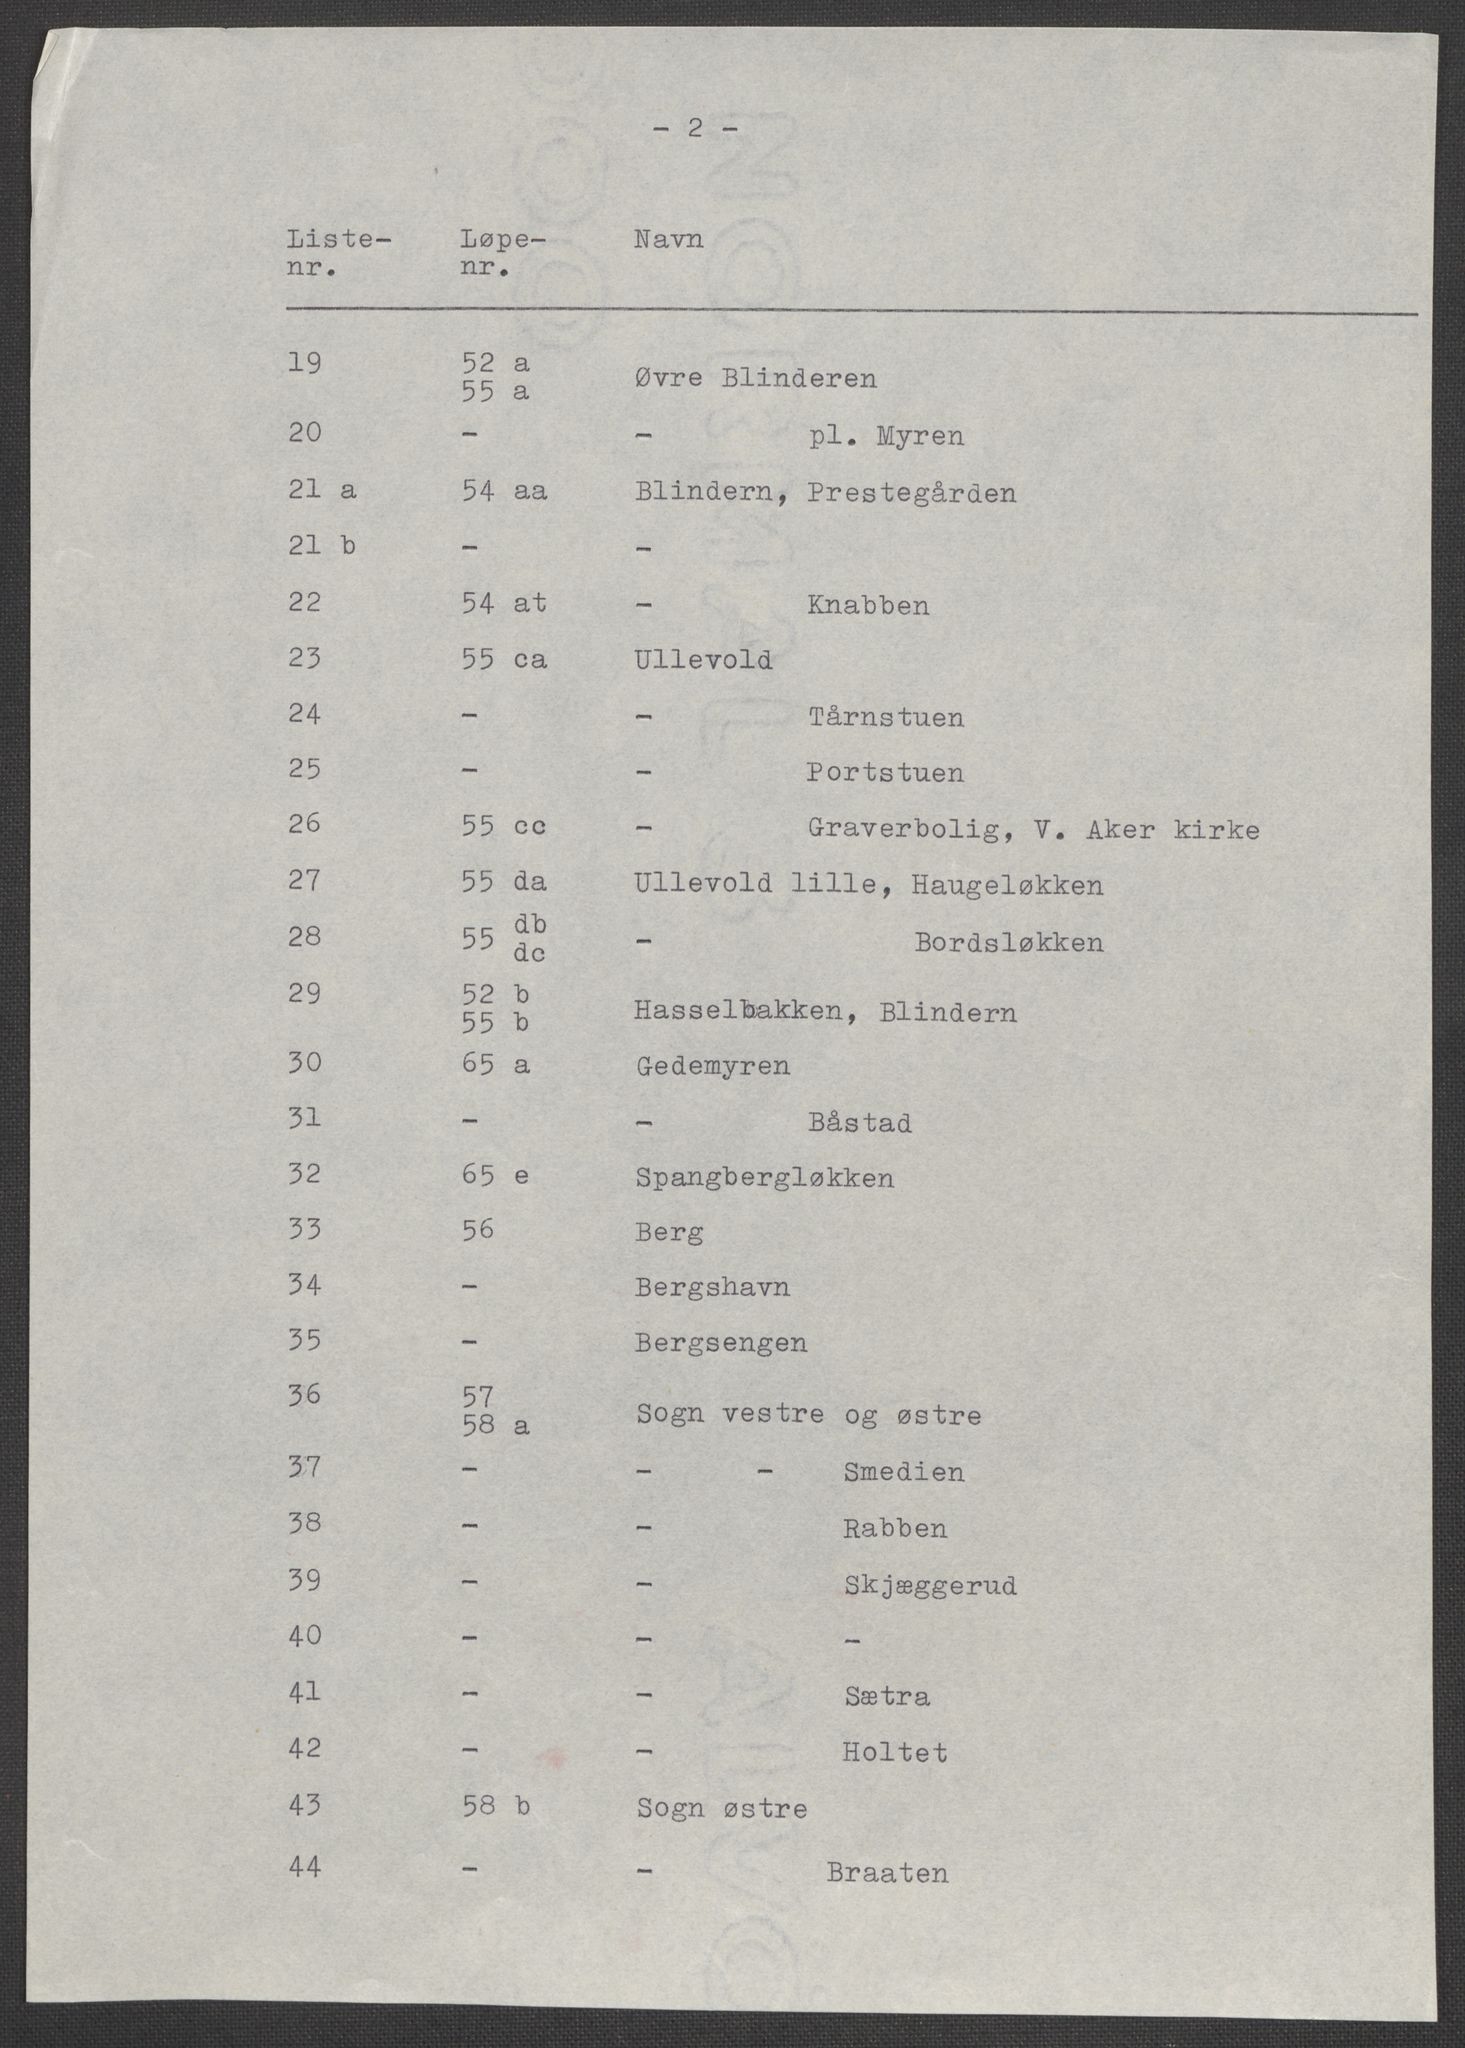 - 2 -
Liste- Løpe- Navn
nr. nr.
19 52 a Øvre Blinderen
55 a
20 - - pl. Myren
21 a 54 aa Blindern, Prestegården
21 b - -
22 54 at - Knabben
23 55 ca Ullevold
24 - - Tårnstuen
25 - - Portstuen
26 55 cc - Graverbolig, V. Aker kirke
27 55 da Ullevold lille, Haugeløkken
28 55 db - Bordsløkken
dc
29 52 b Hasselbakken, Blindern
55 b
30 65 a Gedemyren
31 - - Båstad
32 65 e Spangbergløkken
33 56 Berg
34 - Bergshavn
35 - Bergsengen
36 57 Sogn vestre og østre
58 a
37 - - - Smedien
38 - - Rabben
39 - - Skjæggerud
40 - - -
41 - - Sætra
42 - - Holtet
43 58 b Sogn østre
44 - - Braaten